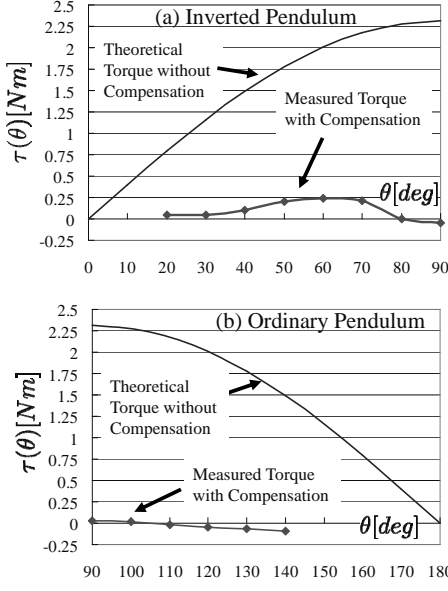 (a) Inverted Pendulum
2.5
2.25
2
1.75
1.5
1.25
1
0.75
0.5
0.25
0
-0.25
τ(θ)[Nm]
Theoretical
Torque without
Compensation
Measured Torque
with Compensation
θ[deg]
0 10 20 30 40 50 60 70 80 90
(b) Ordinary Pendulum
2.5
2.25
2
1.75
1.5
1.25
1
0.75
0.5
0.25
0
-0.25
τ(θ)[Nm]
Theoretical
Torque without
Compensation
Measured Torque
with Compensation
θ[deg]
90 100 110 120 130 140 150 160 170 180